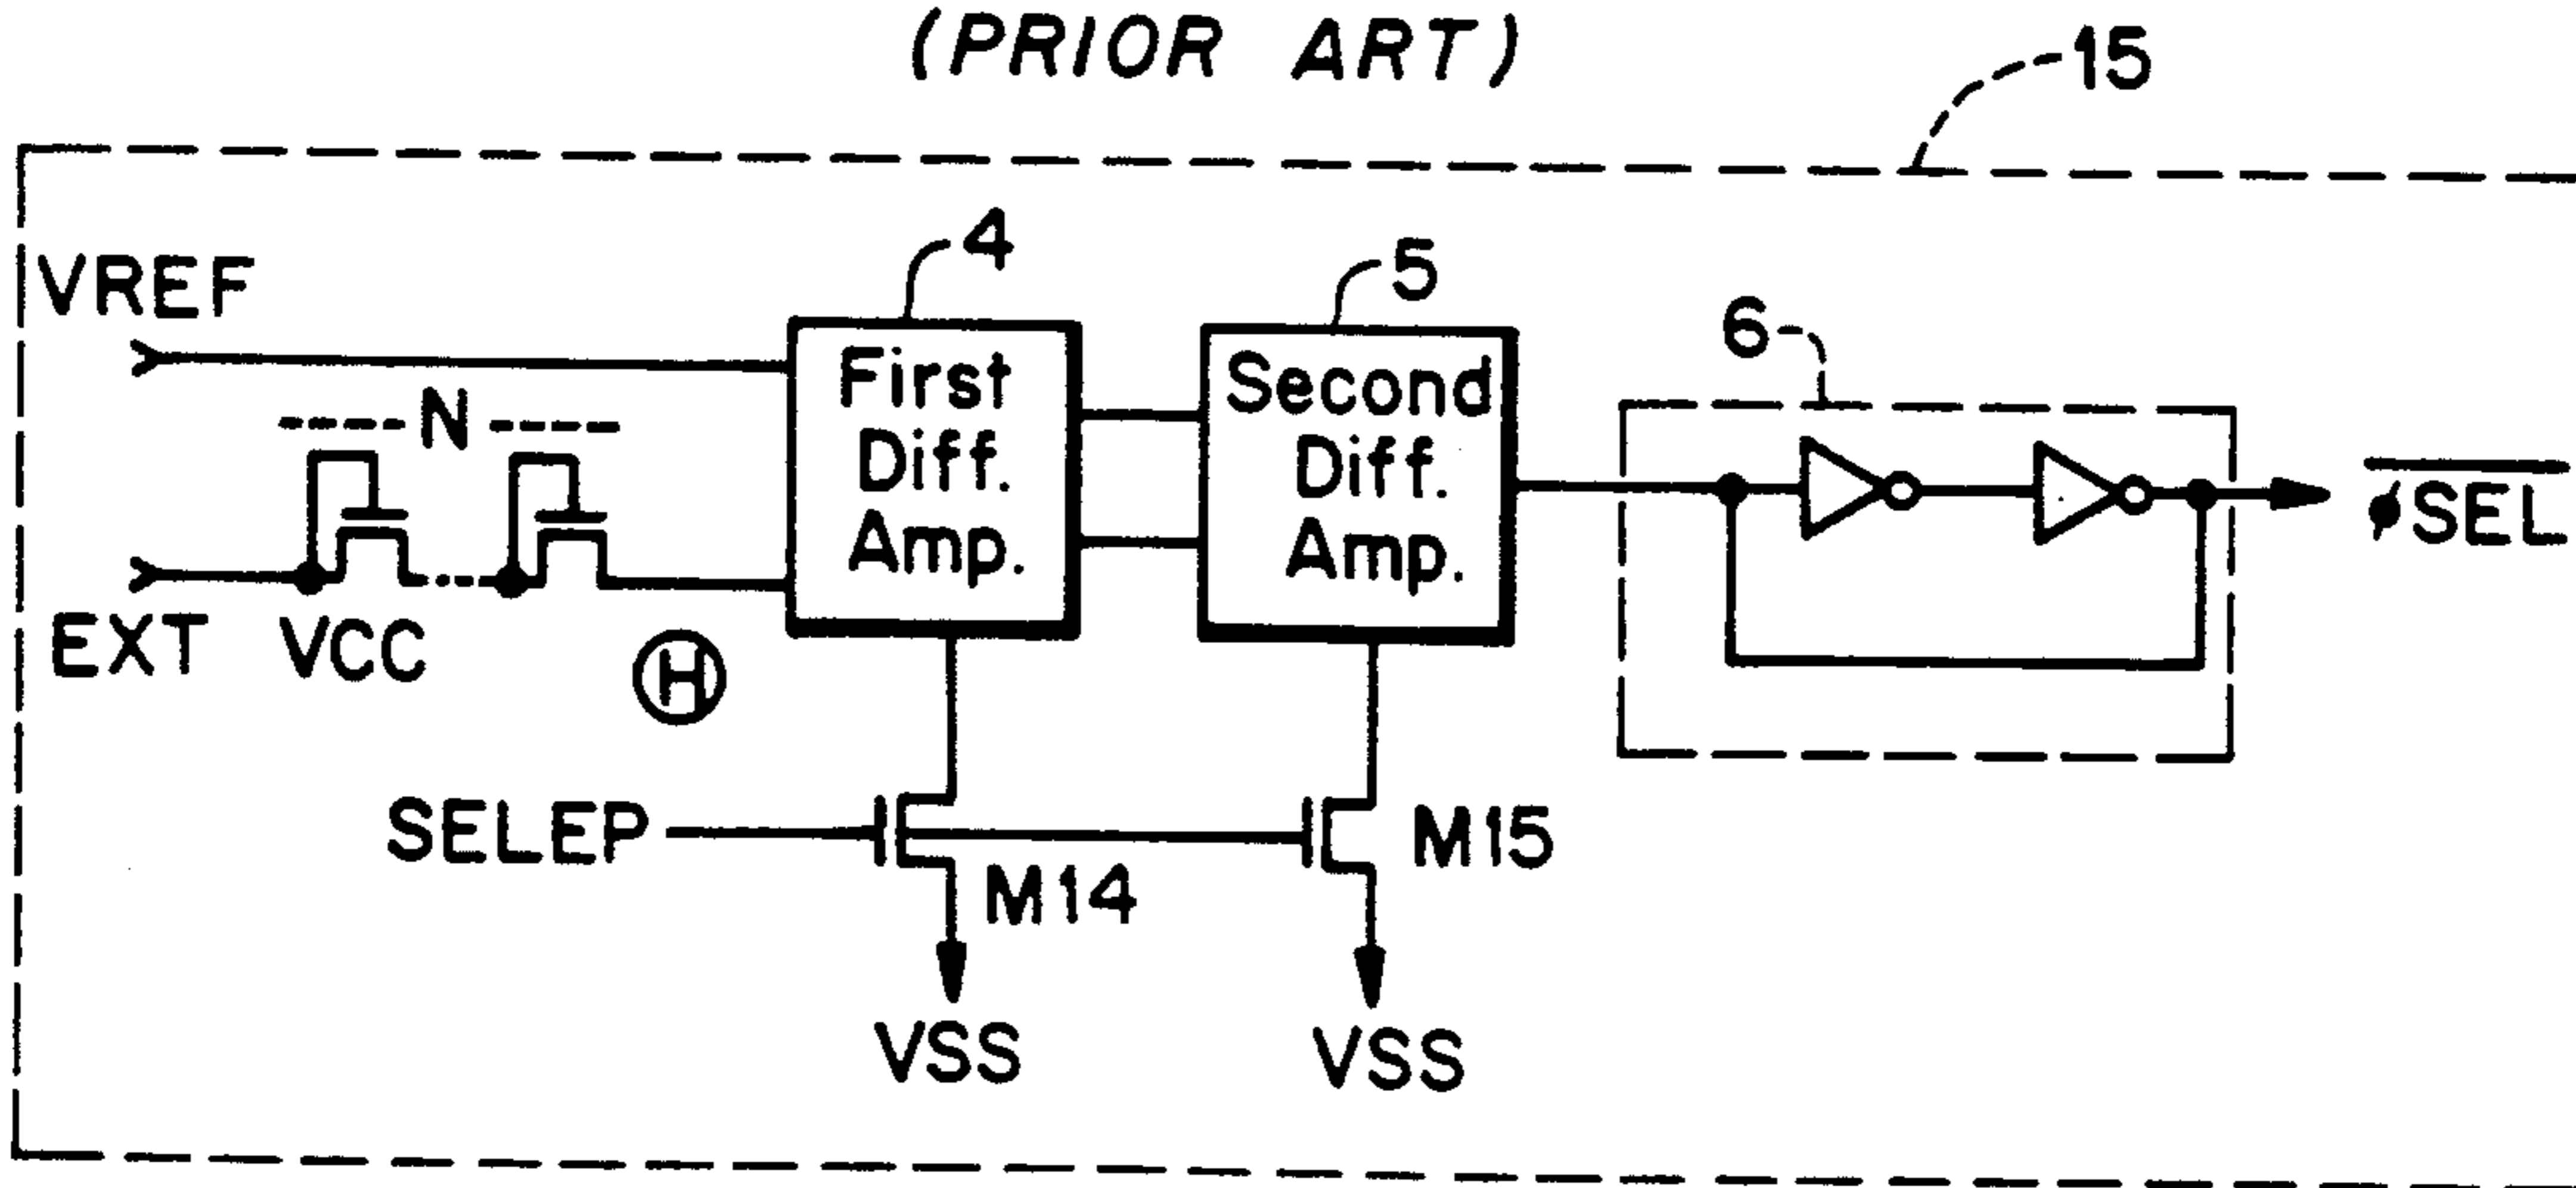 (PRIOR ART)
15
VREF
4
5
6
N
First
Diff.
Amp.
Second
Diff.
Amp.
φSEL
EXT VCC
H
SELEP
M14
M15
VSS
VSS